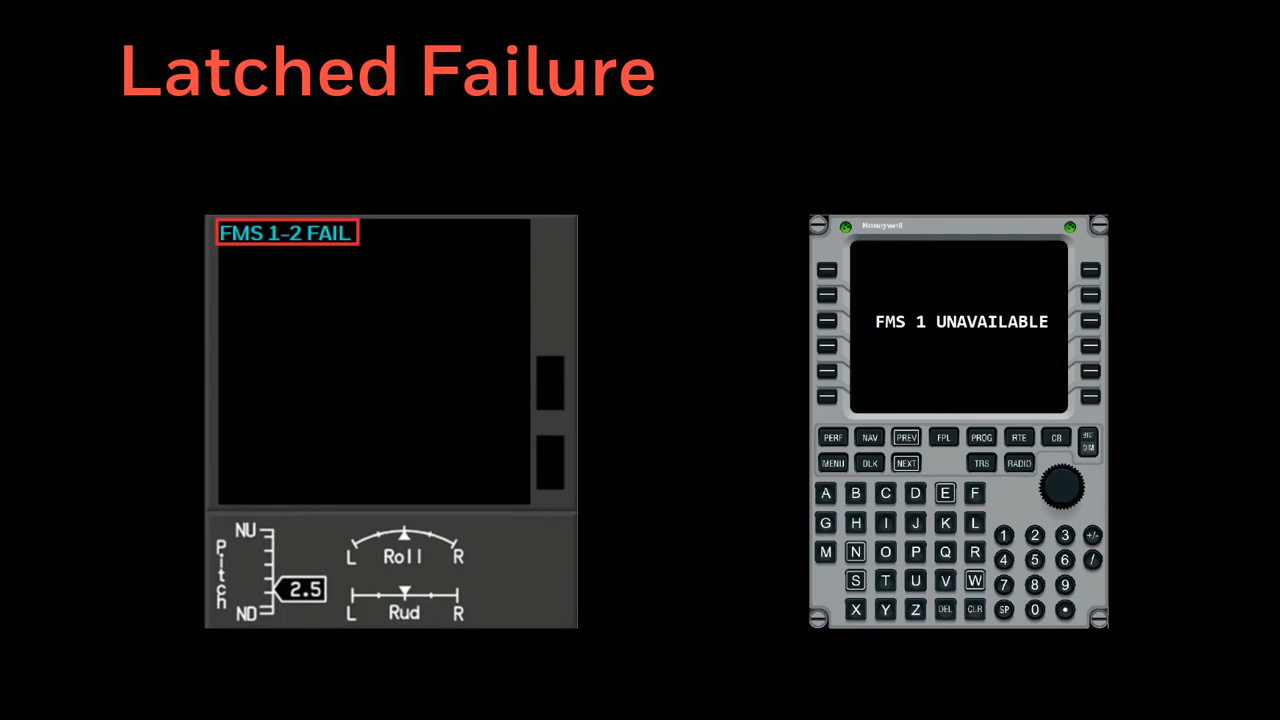 Latched Failure
FMS 1-2 FAIL
NU
Pitch
2.5
ND
L Roll R
L Rud R
Honeywell
FMS 1 UNAVAILABLE
PERF NAV PREV FPL PROG RTE CB BRT DIM
MENU DLK NEXT TRS RADIO
A B C D E F
G H I J K L
M N O P Q R
S T U V W
X Y Z DEL CLR
1 2 3 +/-
4 5 6 /
7 8 9
SP 0 •